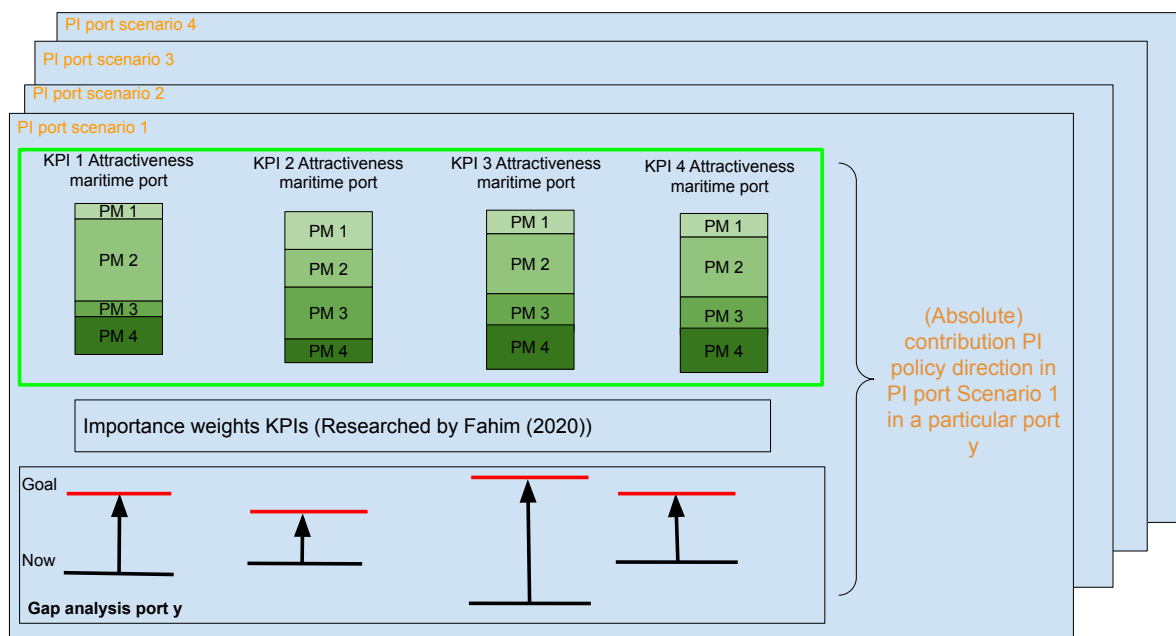 PI port scenario 4
PI port scenario 3
PI port scenario 2
PI port scenario 1
KPI 1 Attractiveness
maritime port
PM 1
PM 2
PM 3
PM 4
KPI 2 Attractiveness
maritime port
PM 1
PM 2
PM 3
PM 4
KPI 3 Attractiveness
maritime port
PM 1
PM 2
PM 3
PM 4
KPI 4 Attractiveness
maritime port
PM 1
PM 2
PM 3
PM 4
(Absolute)
contribution PI
policy direction in
PI port Scenario 1
in a particular port
y
Importance weights KPIs (Researched by Fahim (2020))
Goal
Now
Gap analysis port y